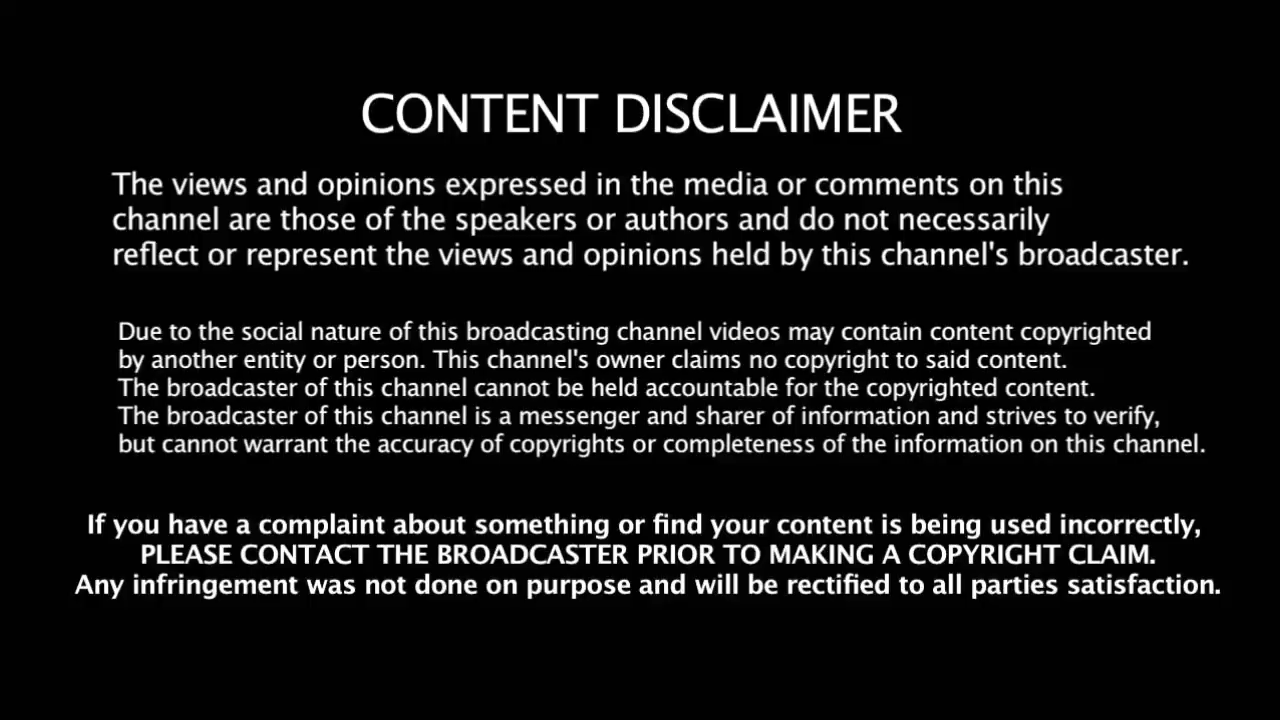 CONTENT DISCLAIMER
The views and opinions expressed in the media or comments on this
channel are those of the speakers or authors and do not necessarily
reflect or represent the views and opinions held by this channel's broadcaster.
Due to the social nature of this broadcasting channel videos may contain content copyrighted
by another entity or person. This channel's owner claims no copyright to said content.
The broadcaster of this channel cannot be held accountable for the copyrighted content.
The broadcaster of this channel is a messenger and sharer of information and strives to verify,
but cannot warrant the accuracy of copyrights or completeness of the information on this channel.
If you have a complaint about something or find your content is being used incorrectly,
PLEASE CONTACT THE BROADCASTER PRIOR TO MAKING A COPYRIGHT CLAIM.
Any infringement was not done on purpose and will be rectified to all parties satisfaction.